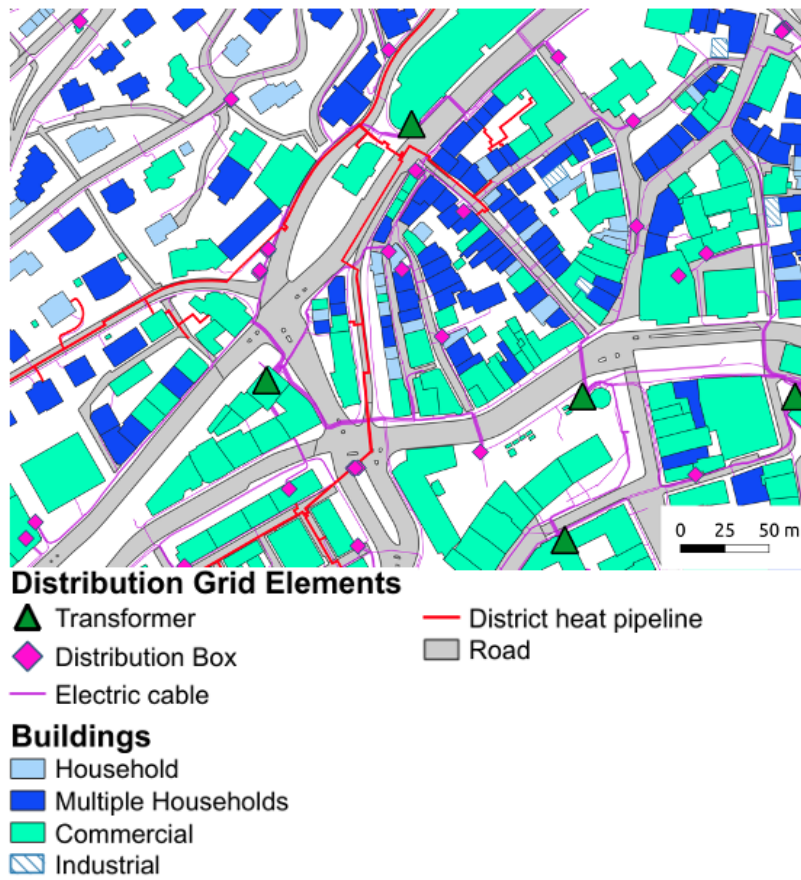 0 25 50 m
Distribution Grid Elements
Transformer
District heat pipeline
Distribution Box
Road
Electric cable
Buildings
Household
Multiple Households
Commercial
Industrial